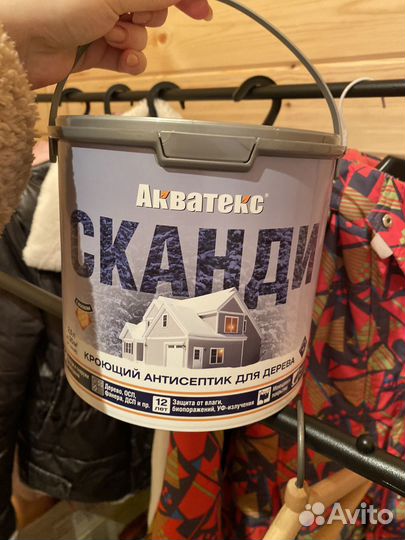 Акватекс®
СКАНДИ
КРОЮЩИЙ АНТИСЕПТИК ДЛЯ ДЕРЕВА
Дерево, ОСП,
Фанера, ДСП и пр.
12
лет
Защита от влаги,
биопоражений, УФ-излучения
Avito